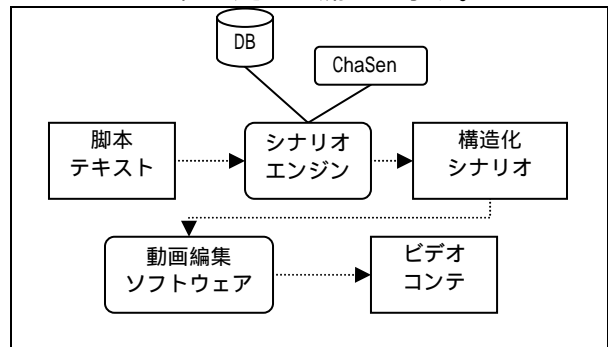 DB
ChaSen
脚本
テキスト
シナリオ
エンジン
構造化
シナリオ
動画編集
ソフトウェア
ビデオ
コンテ